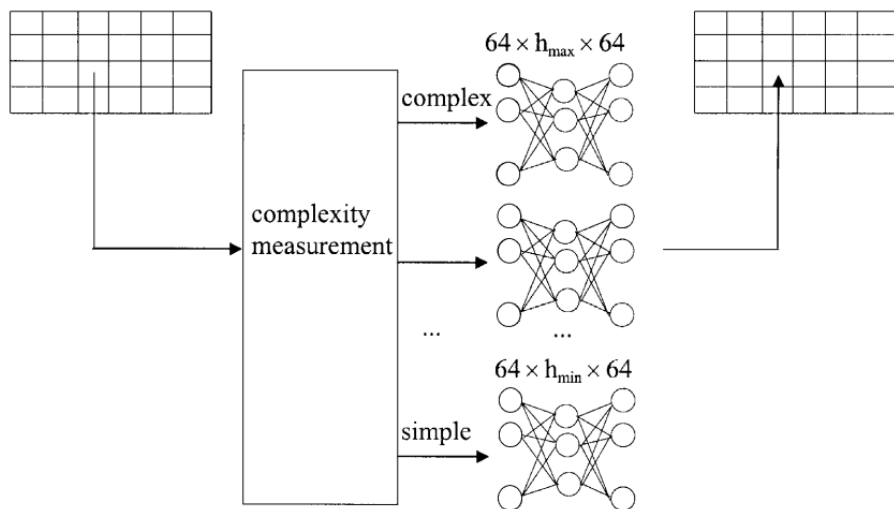 64 × h_max × 64
complex
complexity
measurement
...
...
64 × h_min × 64
simple